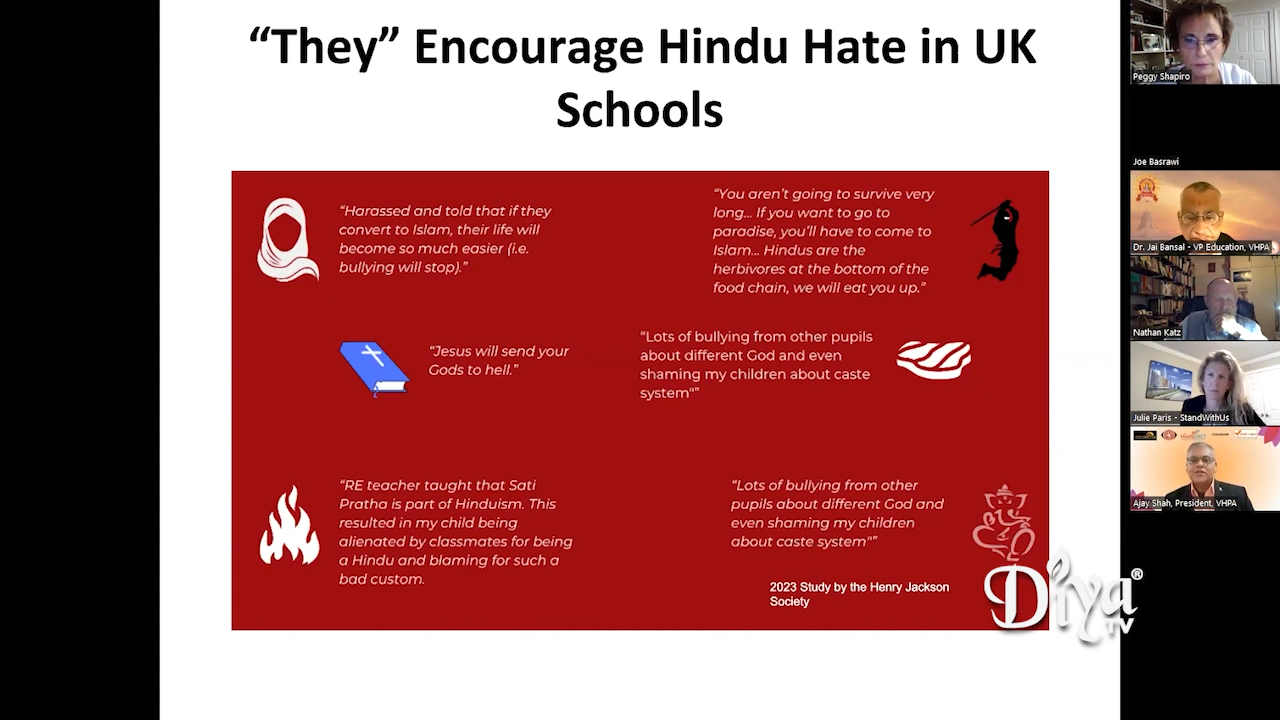 “They” Encourage Hindu Hate in UK
Schools
“Harassed and told that if they
convert to Islam, their life will
become so much easier (i.e.
bullying will stop).”
“You aren’t going to survive very
long... If you want to go to
paradise, you’ll have to come to
Islam... Hindus are the
herbivores at the bottom of the
food chain, we will eat you up.”
“Jesus will send your
Gods to hell.”
“Lots of bullying from other pupils
about different God and even
shaming my children about caste
system"”
“RE teacher taught that Sati
Pratha is part of Hinduism. This
resulted in my child being
alienated by classmates for being
a Hindu and blaming for such a
bad custom.
“Lots of bullying from other
pupils about different God and
even shaming my children
about caste system"”
2023 Study by the Henry Jackson
Society
Diya®
TV
Peggy Shapiro
Joe Basrawi
Dr. Jai Bansal - VP Education, VHPA
Nathan Katz
Julie Paris - StandWithUs
Ajay Shah, President, VHPA